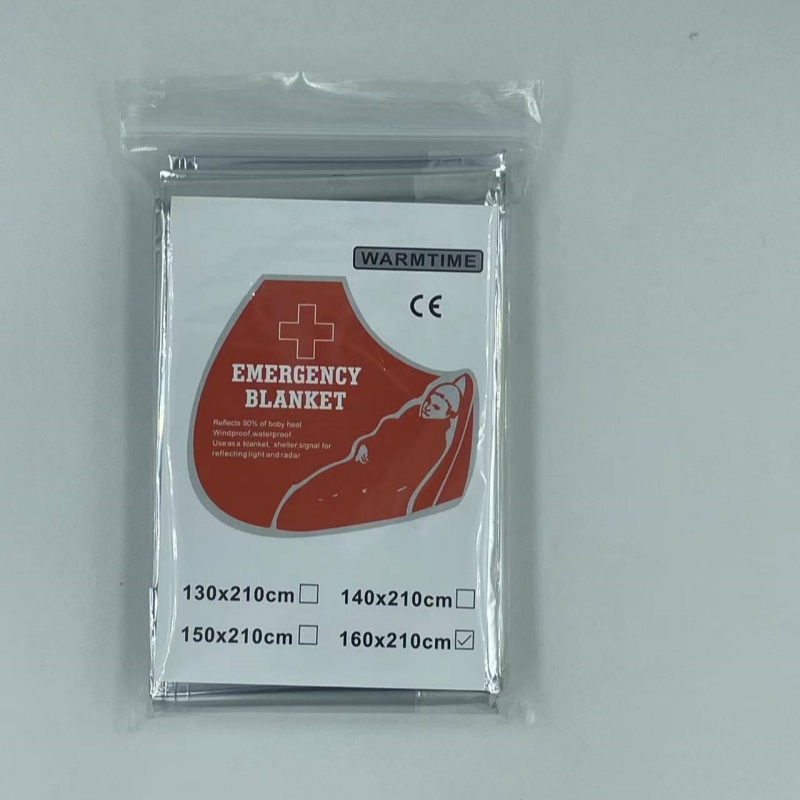 WARMTIME
CE
EMERGENCY
BLANKET
Reflects 90% of boby heat
Windproof,waterproof
Use as a blanket, shelter,signal for
reflecting light and radar
130x210cm
140x210cm
150x210cm
160x210cm